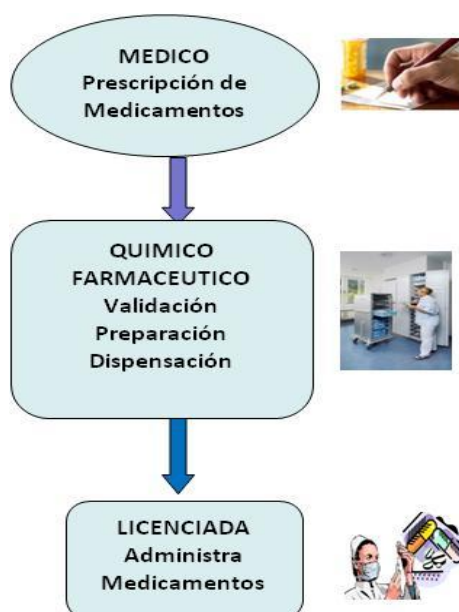 MEDICO
Prescripción de
Medicamentos
QUIMICO
FARMACEUTICO
Validación
Preparación
Dispensación
LICENCIADA
Administra
Medicamentos